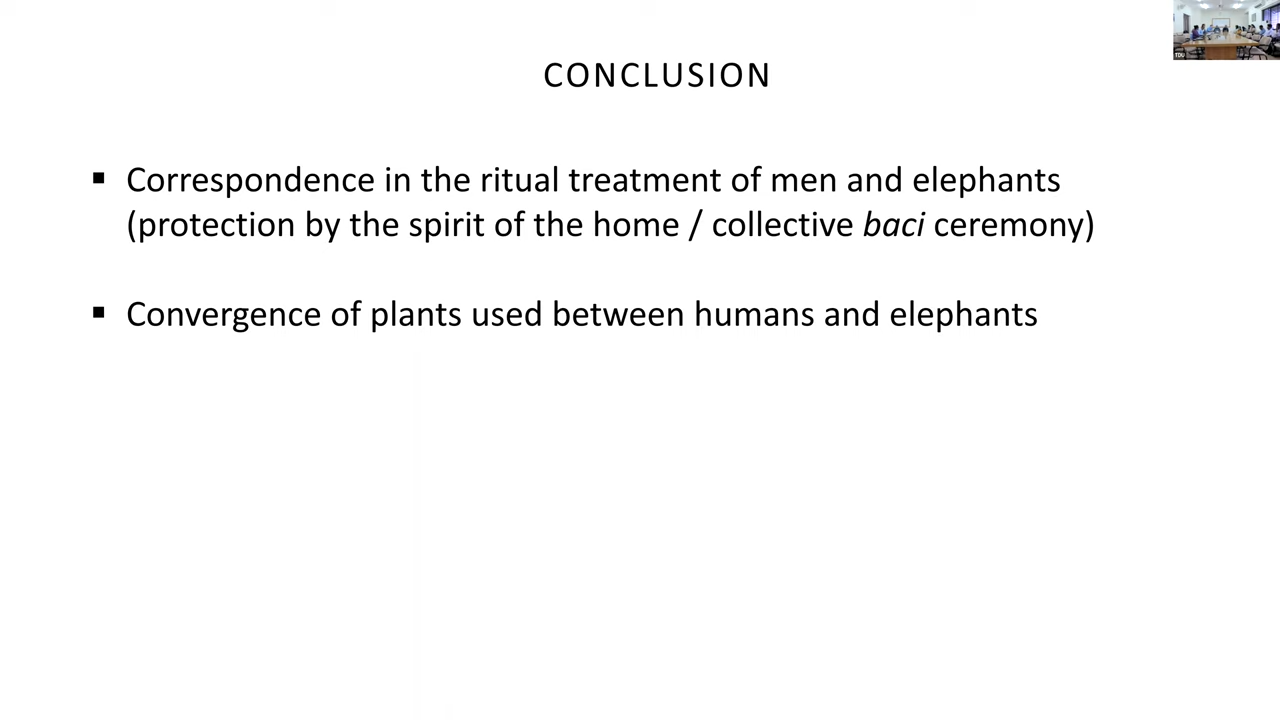 CONCLUSION
▪ Correspondence in the ritual treatment of men and elephants
(protection by the spirit of the home / collective baci ceremony)
▪ Convergence of plants used between humans and elephants
TDU